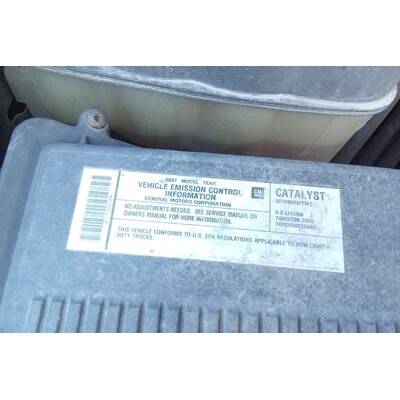 2007 MODEL YEAR
VEHICLE EMISSION CONTROL
INFORMATION
GENERAL MOTORS CORPORATION
NO ADJUSTMENTS NEEDED. SEE SERVICE MANUAL OR
OWNERS MANUAL FOR MORE INFORMATION.
THIS VEHICLE CONFORMS TO U.S. EPA REGULATIONS APPLICABLE TO NEW LIGHT-
DUTY TRUCKS.
GM
CATALYST
LITERS